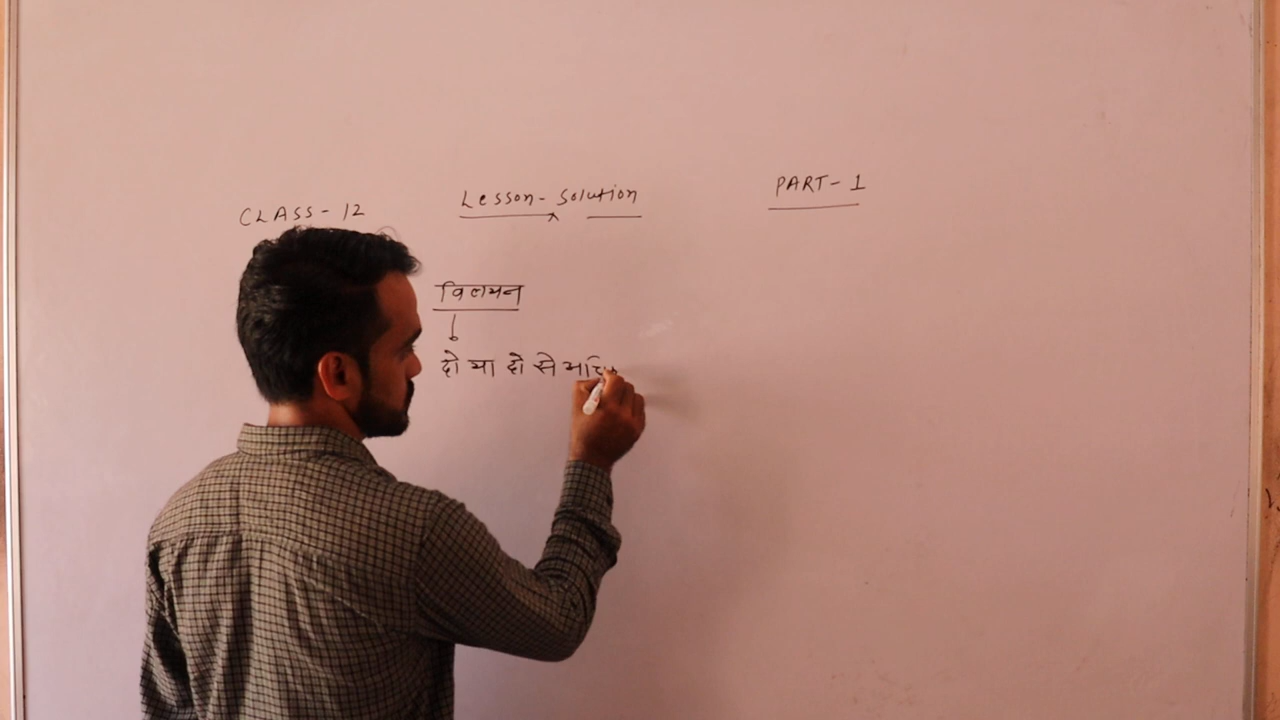 CLASS-12 Lesson-Solution PART-1
विलयन
दो या दो से